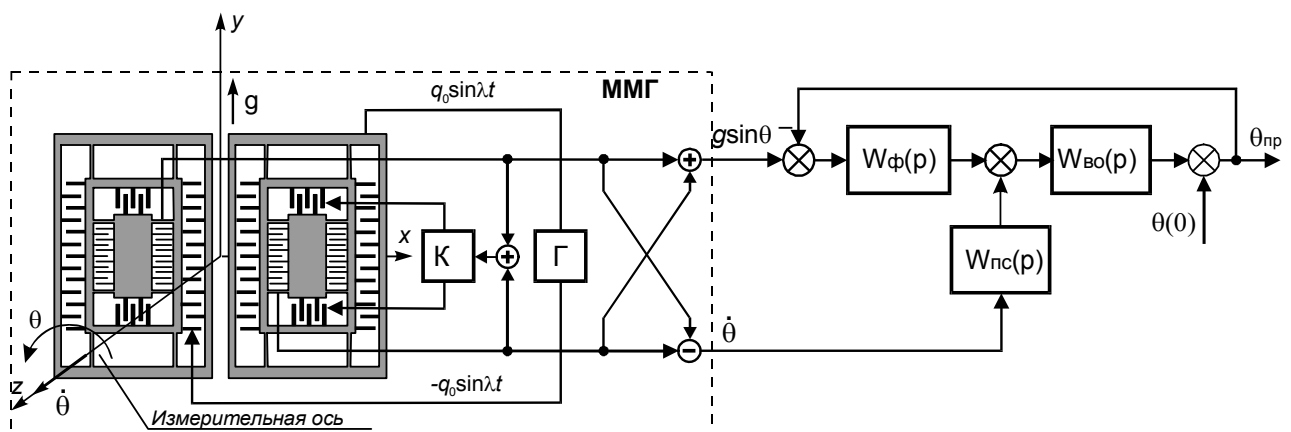 y
g
ММГ
q₀sinλt
gsinθ
−
Wф(p)
Wво(p)
θпр
θ(0)
x
К
+
Г
+
Wпс(p)
θ
z
θ̇
-q₀sinλt
−
θ̇
Измерительная ось